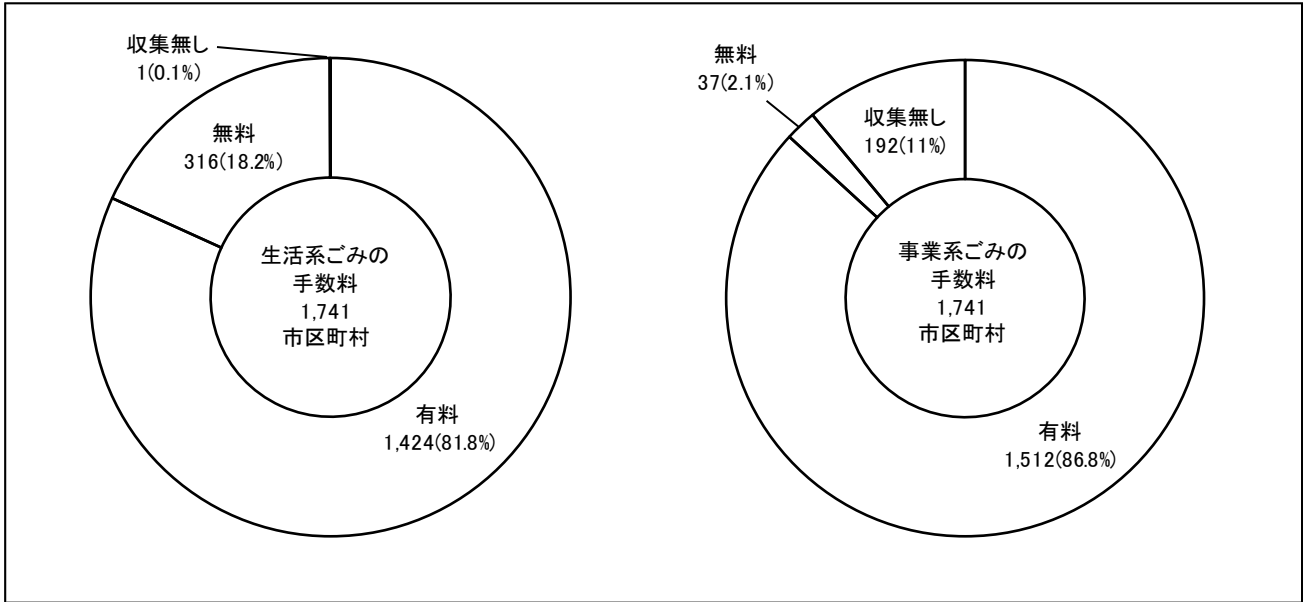 収集無し
1(0.1%)
無料
316(18.2%)
生活系ごみの
手数料
1,741
市区町村
有料
1,424(81.8%)
無料
37(2.1%)
収集無し
192(11%)
事業系ごみの
手数料
1,741
市区町村
有料
1,512(86.8%)